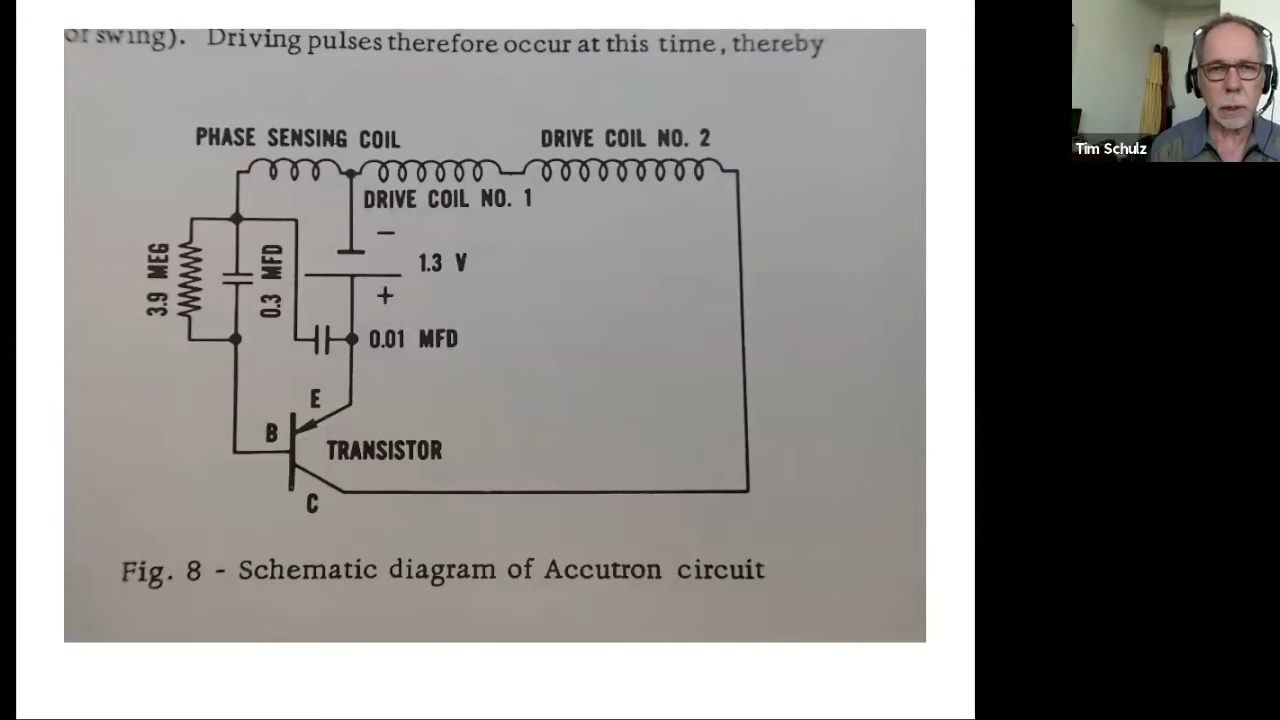 of swing). Driving pulses therefore occur at this time, thereby
PHASE SENSING COIL
DRIVE COIL NO. 2
DRIVE COIL NO. 1
−
1.3 V
+
3.9 MEG
0.3 MFD
0.01 MFD
E
B
TRANSISTOR
C
Fig. 8 - Schematic diagram of Accutron circuit
Tim Schulz